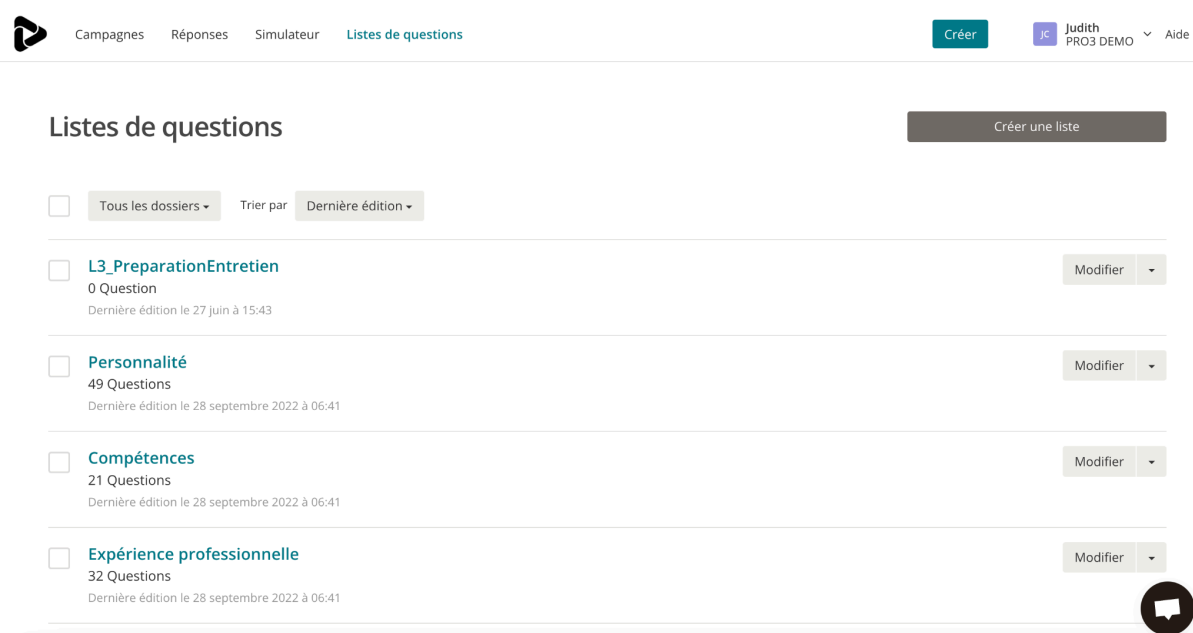 Campagnes Réponses Simulateur Listes de questions Créer JC Judith PRO3 DEMO Aide
Listes de questions Créer une liste
Tous les dossiers Trier par Dernière édition
L3_PreparationEntretien Modifier
0 Question
Dernière édition le 27 juin à 15:43
Personnalité Modifier
49 Questions
Dernière édition le 28 septembre 2022 à 06:41
Compétences Modifier
21 Questions
Dernière édition le 28 septembre 2022 à 06:41
Expérience professionnelle Modifier
32 Questions
Dernière édition le 28 septembre 2022 à 06:41